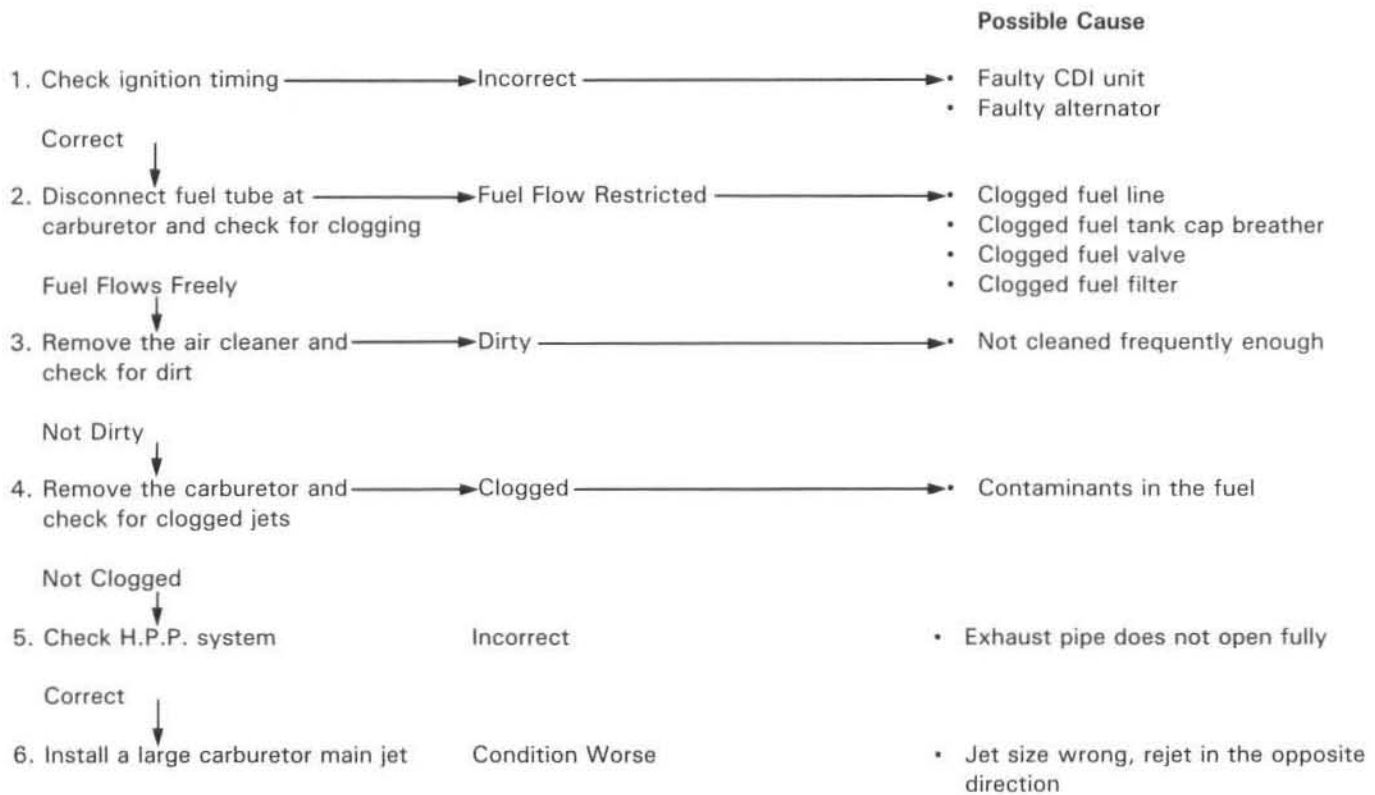 Possible Cause
1. Check ignition timing Incorrect • Faulty CDI unit
• Faulty alternator
Correct
2. Disconnect fuel tube at Fuel Flow Restricted • Clogged fuel line
carburetor and check for clogging • Clogged fuel tank cap breather
• Clogged fuel valve
Fuel Flows Freely • Clogged fuel filter
3. Remove the air cleaner and Dirty • Not cleaned frequently enough
check for dirt
Not Dirty
4. Remove the carburetor and Clogged • Contaminants in the fuel
check for clogged jets
Not Clogged
5. Check H.P.P. system Incorrect • Exhaust pipe does not open fully
Correct
6. Install a large carburetor main jet Condition Worse • Jet size wrong, rejet in the opposite
direction